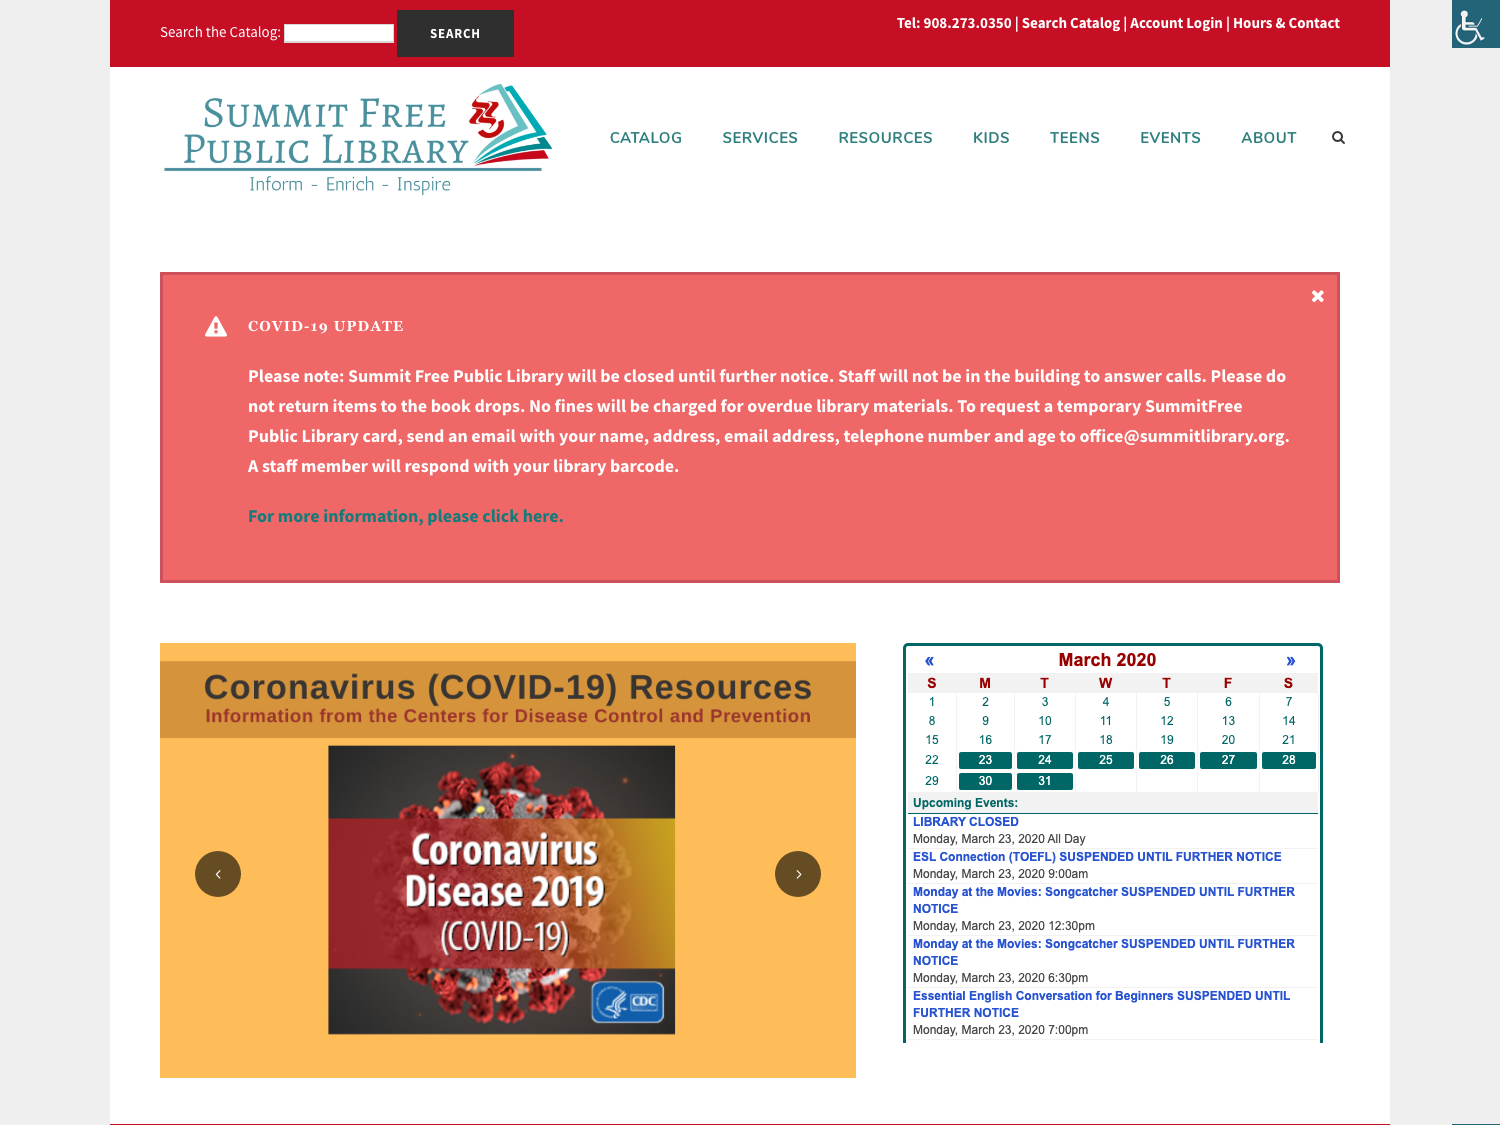 Search the Catalog:
SEARCH
Tel: 908.273.0350 | Search Catalog | Account Login | Hours & Contact
SUMMIT FREE
PUBLIC LIBRARY
Inform - Enrich - Inspire
CATALOG SERVICES RESOURCES KIDS TEENS EVENTS ABOUT
COVID-19 UPDATE
Please note: Summit Free Public Library will be closed until further notice. Staff will not be in the building to answer calls. Please do
not return items to the book drops. No fines will be charged for overdue library materials. To request a temporary SummitFree
Public Library card, send an email with your name, address, email address, telephone number and age to office@summitlibrary.org.
A staff member will respond with your library barcode.
For more information, please click here.
Coronavirus (COVID-19) Resources
Information from the Centers for Disease Control and Prevention
Coronavirus
Disease 2019
(COVID-19)
CDC
« March 2020 »
S M T W T F S
1 2 3 4 5 6 7
8 9 10 11 12 13 14
15 16 17 18 19 20 21
22 23 24 25 26 27 28
29 30 31
Upcoming Events:
LIBRARY CLOSED
Monday, March 23, 2020 All Day
ESL Connection (TOEFL) SUSPENDED UNTIL FURTHER NOTICE
Monday, March 23, 2020 9:00am
Monday at the Movies: Songcatcher SUSPENDED UNTIL FURTHER
NOTICE
Monday, March 23, 2020 12:30pm
Monday at the Movies: Songcatcher SUSPENDED UNTIL FURTHER
NOTICE
Monday, March 23, 2020 6:30pm
Essential English Conversation for Beginners SUSPENDED UNTIL
FURTHER NOTICE
Monday, March 23, 2020 7:00pm